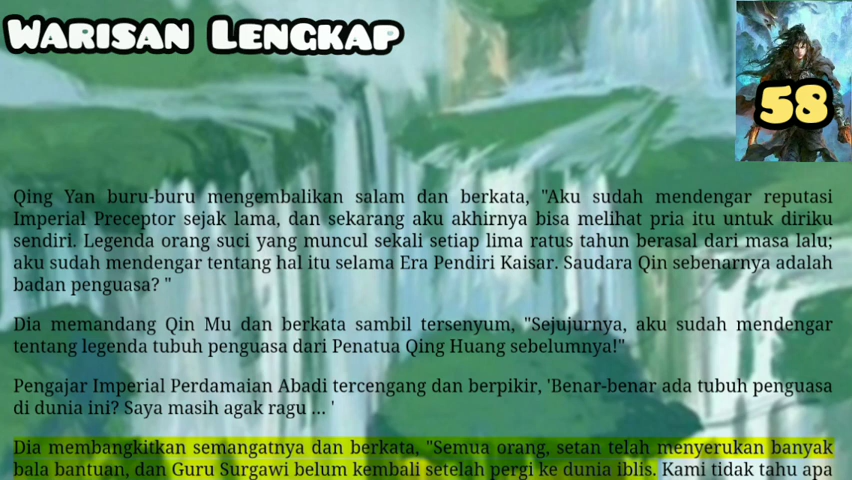 Warisan Lengkap
58
Qing Yan buru-buru mengembalikan salam dan berkata, "Aku sudah mendengar reputasi
Imperial Preceptor sejak lama, dan sekarang aku akhirnya bisa melihat pria itu untuk diriku
sendiri. Legenda orang suci yang muncul sekali setiap lima ratus tahun berasal dari masa lalu;
aku sudah mendengar tentang hal itu selama Era Pendiri Kaisar. Saudara Qin sebenarnya adalah
badan penguasa? "
Dia memandang Qin Mu dan berkata sambil tersenyum, "Sejujurnya, aku sudah mendengar
tentang legenda tubuh penguasa dari Penatua Qing Huang sebelumnya!"
Pengajar Imperial Perdamaian Abadi tercengang dan berpikir, 'Benar-benar ada tubuh penguasa
di dunia ini? Saya masih agak ragu ... '
Dia membangkitkan semangatnya dan berkata, "Semua orang, setan telah menyerukan banyak
bala bantuan, dan Guru Surgawi belum kembali setelah pergi ke dunia iblis. Kami tidak tahu apa